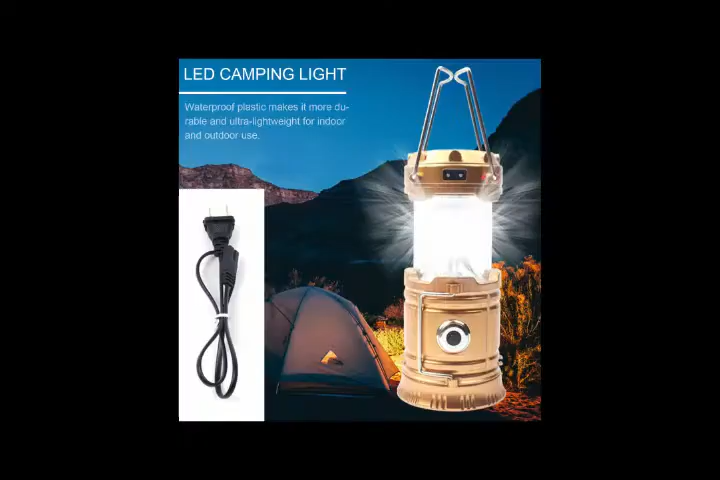 LED CAMPING LIGHT
Waterproof plastic makes it more du-
rable and ultra-lightweight for indoor
and outdoor use.